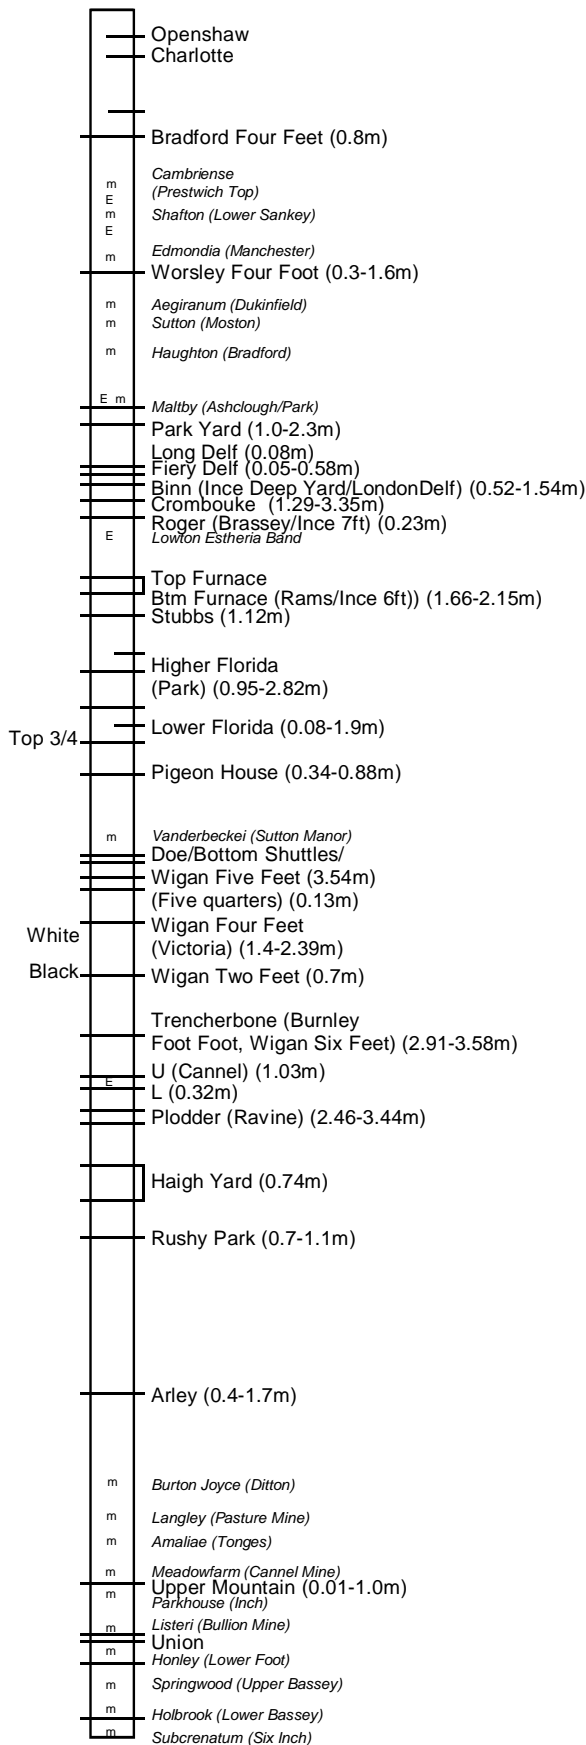 Openshaw
Charlotte
Bradford Four Feet (0.8m)
Cambriense
m (Prestwich Top)
E
m Shafton (Lower Sankey)
E
Edmondia (Manchester)
m
Worsley Four Foot (0.3-1.6m)
m Aegiranum (Dukinfield)
m Sutton (Moston)
m Haughton (Bradford)
E m
Maltby (Ashclough/Park)
Park Yard (1.0-2.3m)
Long Delf (0.08m)
Fiery Delf (0.05-0.58m)
Binn (Ince Deep Yard/LondonDelf) (0.52-1.54m)
Crombouke (1.29-3.35m)
Roger (Brassey/Ince 7ft) (0.23m)
E Lowton Estheria Band
Top Furnace
Btm Furnace (Rams/Ince 6ft)) (1.66-2.15m)
Stubbs (1.12m)
Higher Florida
(Park) (0.95-2.82m)
Lower Florida (0.08-1.9m)
Top 3/4
Pigeon House (0.34-0.88m)
m Vanderbeckei (Sutton Manor)
Doe/Bottom Shuttles/
Wigan Five Feet (3.54m)
(Five quarters) (0.13m)
Wigan Four Feet
White
(Victoria) (1.4-2.39m)
Black Wigan Two Feet (0.7m)
Trencherbone (Burnley
Foot Foot, Wigan Six Feet) (2.91-3.58m)
U (Cannel) (1.03m)
E
L (0.32m)
Plodder (Ravine) (2.46-3.44m)
Haigh Yard (0.74m)
Rushy Park (0.7-1.1m)
Arley (0.4-1.7m)
m Burton Joyce (Ditton)
m Langley (Pasture Mine)
m Amaliae (Tonges)
m Meadowfarm (Cannel Mine)
Upper Mountain (0.01-1.0m)
m Parkhouse (Inch)
m Listeri (Bullion Mine)
Union
m Honley (Lower Foot)
m Springwood (Upper Bassey)
m Holbrook (Lower Bassey)
m Subcrenatum (Six Inch)